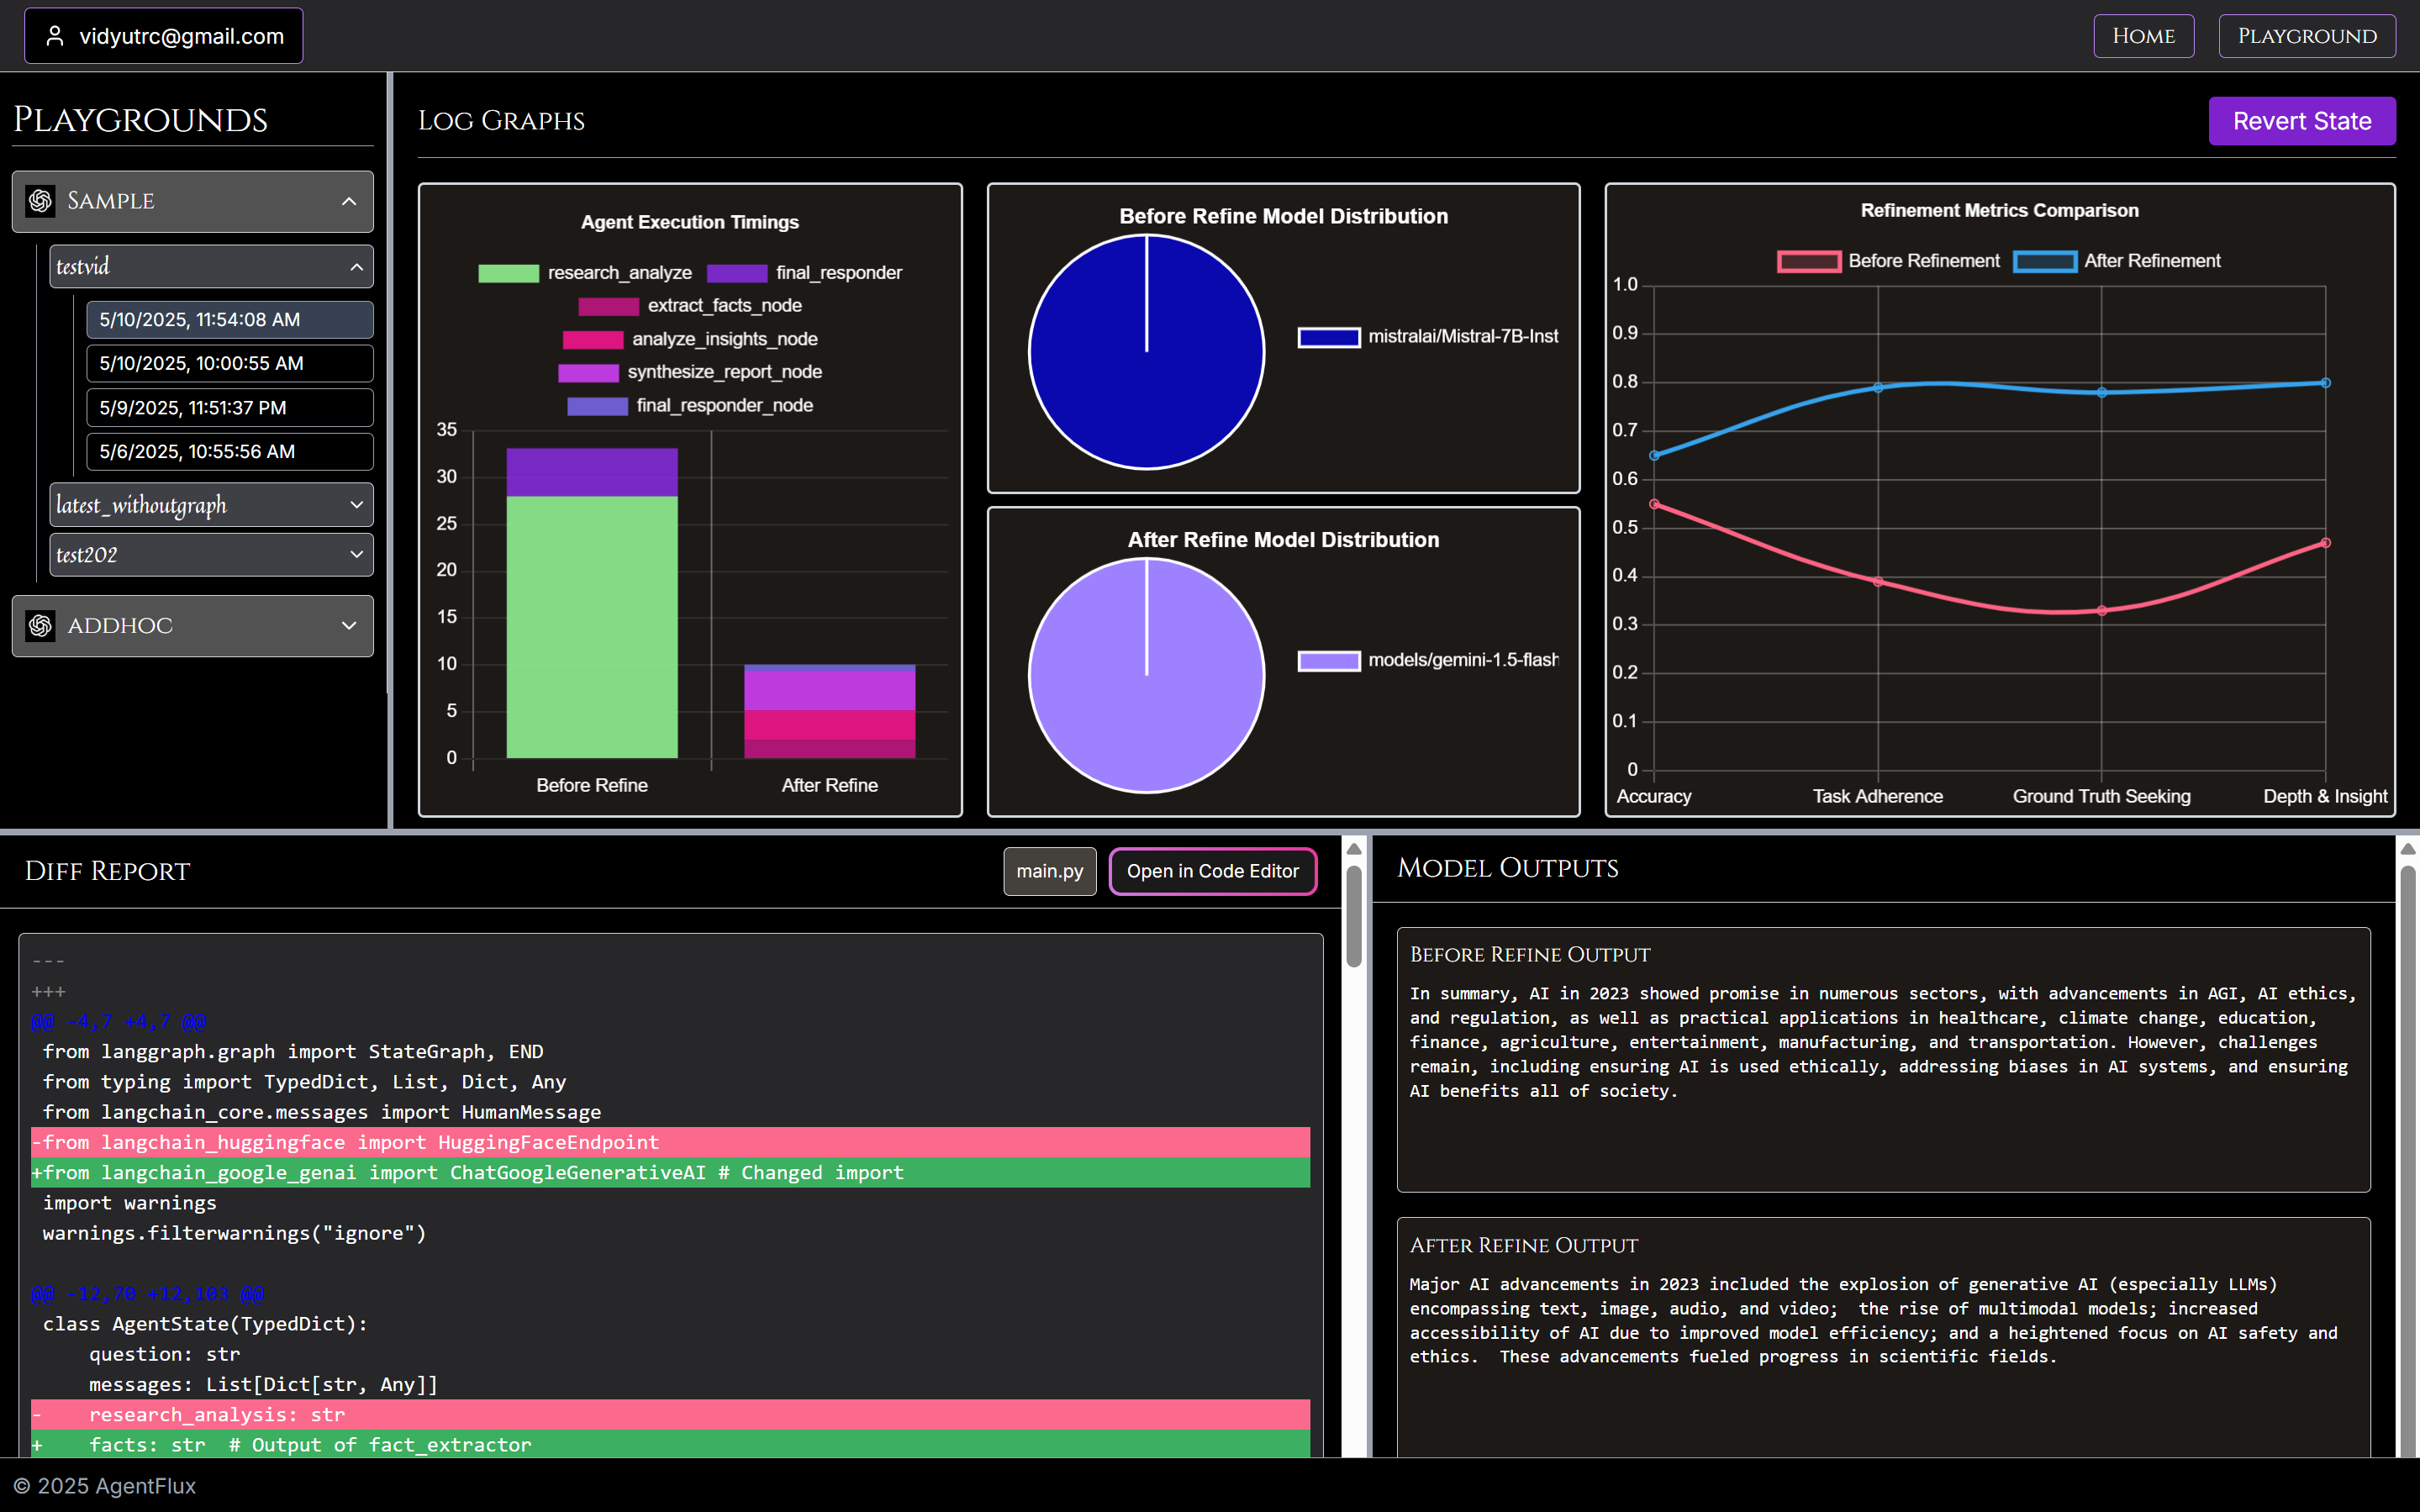 vidyutrc@gmail.com
Home
Playground
Playgrounds
Sample
testvid
5/10/2025, 11:54:08 AM
5/10/2025, 10:00:55 AM
5/9/2025, 11:51:37 PM
5/6/2025, 10:55:56 AM
latest_withoutgraph
test202
ADDHOC
Log Graphs
Revert State
Agent Execution Timings
research_analyze
final_responder
extract_facts_node
analyze_insights_node
synthesize_report_node
final_responder_node
35
30
25
20
15
10
5
0
Before Refine
After Refine
Before Refine Model Distribution
mistralai/Mistral-7B-Inst
After Refine Model Distribution
models/gemini-1.5-flash
Refinement Metrics Comparison
Before Refinement
After Refinement
1.0
0.9
0.8
0.7
0.6
0.5
0.4
0.3
0.2
0.1
0
Accuracy
Task Adherence
Ground Truth Seeking
Depth & Insight
Diff Report
main.py
Open in Code Editor
---
+++
@@ -4,7 +4,7 @@
from langgraph.graph import StateGraph, END
from typing import TypedDict, List, Dict, Any
from langchain_core.messages import HumanMessage
-from langchain_huggingface import HuggingFaceEndpoint
+from langchain_google_genai import ChatGoogleGenerativeAI # Changed import
import warnings
warnings.filterwarnings("ignore")
@@ -12,70 +12,103 @@
class AgentState(TypedDict):
question: str
messages: List[Dict[str, Any]]
-    research_analysis: str
+    facts: str  # Output of fact_extractor
Model Outputs
Before Refine Output
In summary, AI in 2023 showed promise in numerous sectors, with advancements in AGI, AI ethics,
and regulation, as well as practical applications in healthcare, climate change, education,
finance, agriculture, entertainment, manufacturing, and transportation. However, challenges
remain, including ensuring AI is used ethically, addressing biases in AI systems, and ensuring
AI benefits all of society.
After Refine Output
Major AI advancements in 2023 included the explosion of generative AI (especially LLMs)
encompassing text, image, audio, and video;  the rise of multimodal models; increased
accessibility of AI due to improved model efficiency; and a heightened focus on AI safety and
ethics.  These advancements fueled progress in scientific fields.
© 2025 AgentFlux